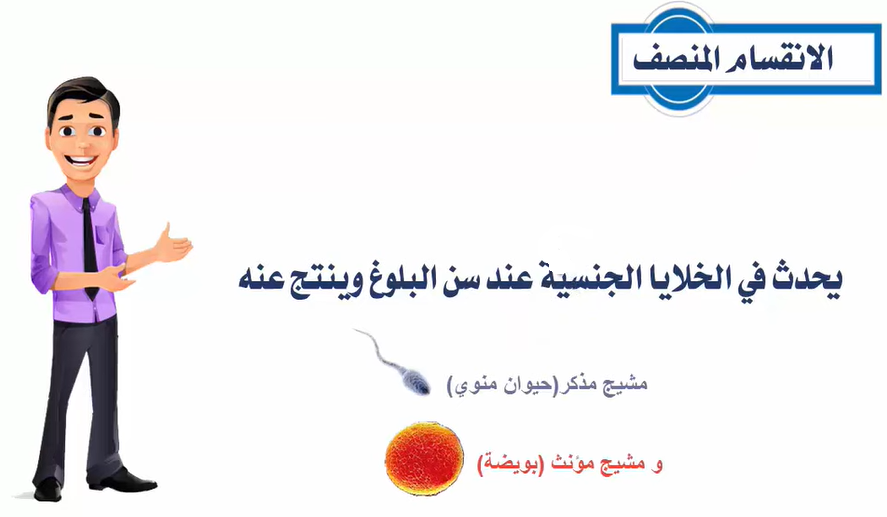 الانقسام المنصف
يحدث في الخلايا الجنسية عند سن البلوغ وينتج عنه
مشيج مذكر(حيوان منوي)
و مشيج مؤنث (بويضة)